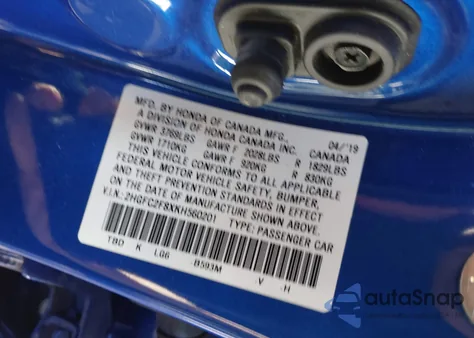 MFD. BY HONDA OF CANADA MFG.,
A DIVISION OF HONDA CANADA INC. CANADA 04/'19
GVWR 3769LBS GAWR F 2028LBS R 1829LBS
GVWR 1710KG GAWR F 920KG R 830KG
THIS VEHICLE CONFORMS TO ALL APPLICABLE
FEDERAL MOTOR VEHICLE SAFETY, BUMPER,
AND THEFT PREVENTION STANDARDS IN EFFECT
ON THE DATE OF MANUFACTURE SHOWN ABOVE.
V.I.N:2HGFC2F8XKH560201 TYPE: PASSENGER CAR
TBD K LG6 -B593M -V -H
autaSnap